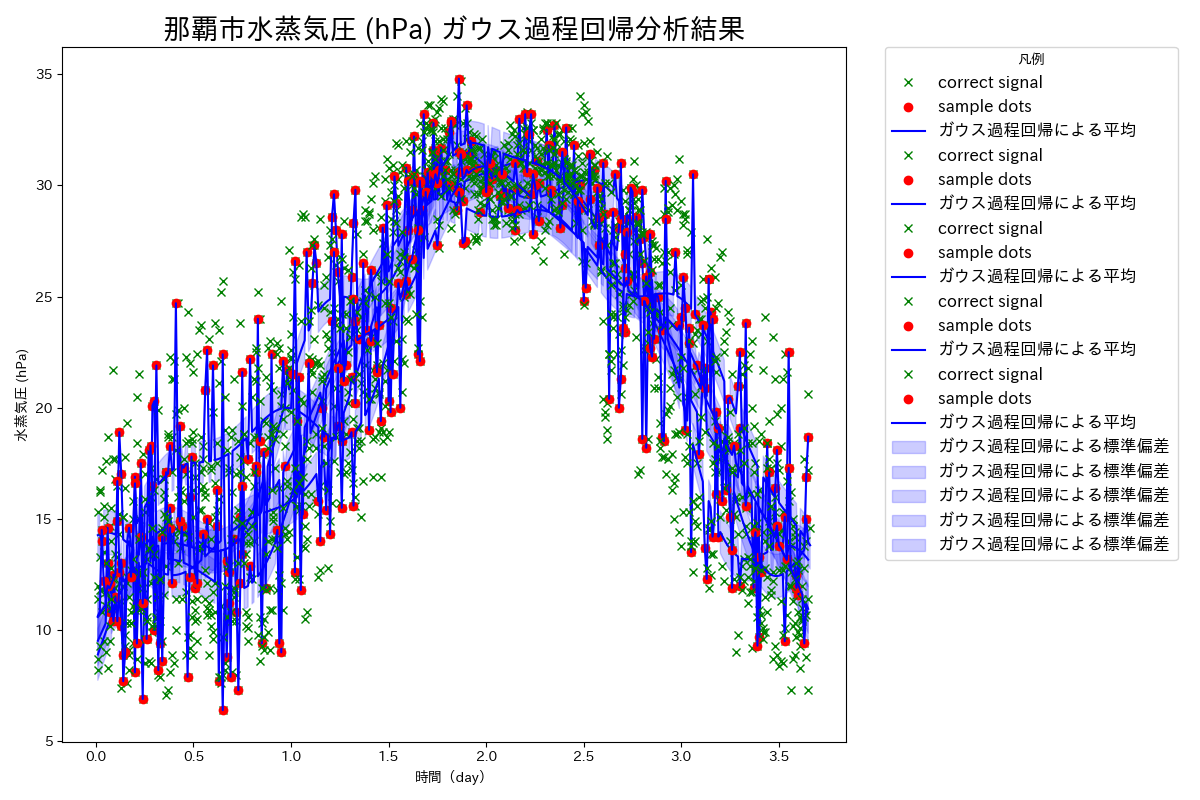 那覇市水蒸気圧 (hPa) ガウス過程回帰分析結果
水蒸気圧 (hPa)
35
30
25
20
15
10
5
0.0 0.5 1.0 1.5 2.0 2.5 3.0 3.5
時間（day）
凡例
correct signal
sample dots
ガウス過程回帰による平均
correct signal
sample dots
ガウス過程回帰による平均
correct signal
sample dots
ガウス過程回帰による平均
correct signal
sample dots
ガウス過程回帰による平均
correct signal
sample dots
ガウス過程回帰による平均
ガウス過程回帰による標準偏差
ガウス過程回帰による標準偏差
ガウス過程回帰による標準偏差
ガウス過程回帰による標準偏差
ガウス過程回帰による標準偏差